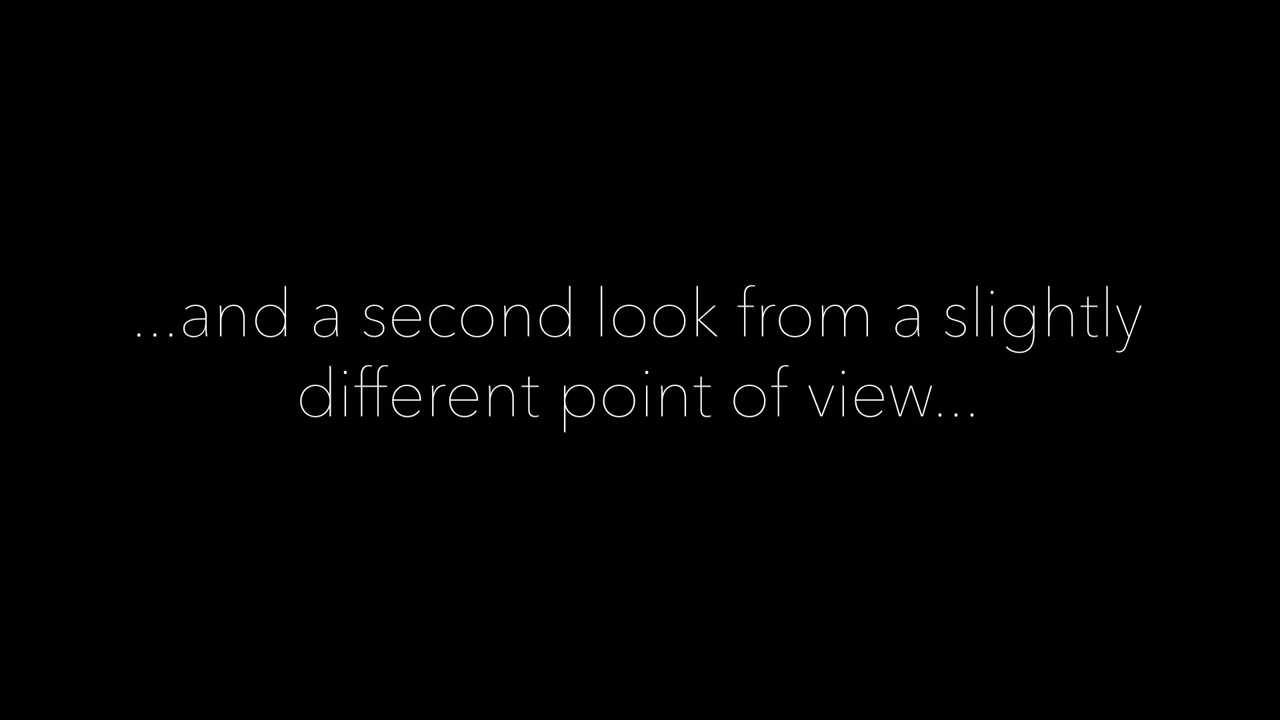 ...and a second look from a slightly
different point of view...